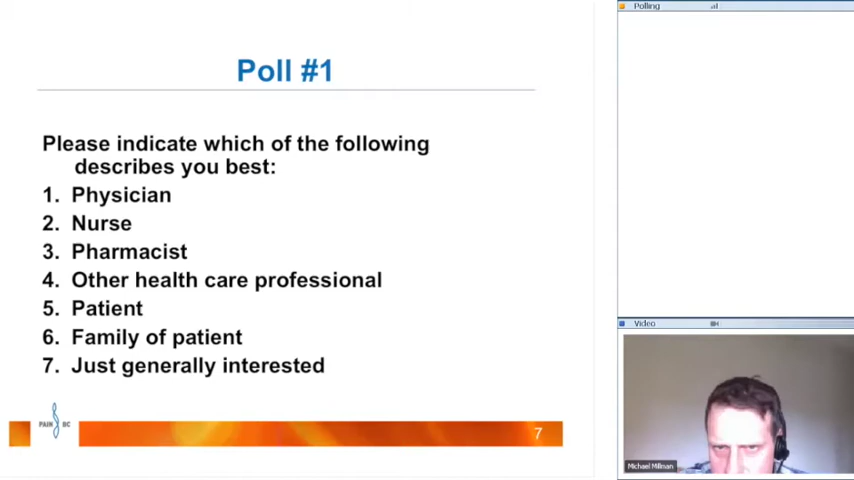 Poll #1
Please indicate which of the following
describes you best:
1. Physician
2. Nurse
3. Pharmacist
4. Other health care professional
5. Patient
6. Family of patient
7. Just generally interested
PAIN BC
7
Polling
Video
Michael Millman